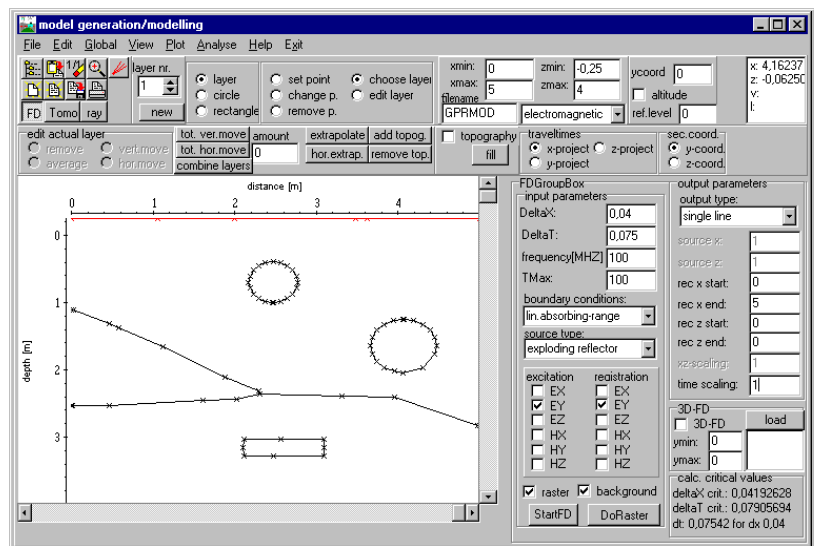 model generation/modelling
File Edit Global View Plot Analyse Help Exit
layer nr.
1
new
FD Tomo ray
layer
circle
rectangle
set point
change p.
remove p.
choose layer
edit layer
xmin: 0
xmax: 5
zmin: -0,25
zmax: 4
filename
GPRMOD
electromagnetic
ycoord 0
altitude
ref.level 0
x: 4,16237
z: -0,06250
v:
l:
edit actual layer
remove vert.move
average hor.move
tot. ver.move
tot. hor.move
combine layers
amount
0
extrapolate add topog.
hor.extrap. remove top.
topography
fill
traveltimes
x-project z-project
y-project
sec.coord.
y-coord.
z-coord.
distance [m]
0 1 2 3 4
0
1
2
3
depth [m]
FDGroupBox
input parameters
DeltaX: 0,04
DeltaT: 0,075
frequency[MHZ] 100
TMax: 100
boundary conditions:
lin.absorbing-range
source type:
exploding reflector
excitation registration
EX EX
EY EY
EZ EZ
HX HX
HY HY
HZ HZ
raster background
StartFD DoRaster
output parameters
output type:
single line
source x: 1
source z: 1
rec x start: 0
rec x end: 5
rec z start: 0
rec z end: 0
xz-scaling: 1
time scaling: 1
3D-FD
3D-FD load
ymin: 0
ymax: 0
calc. critical values
deltaX crit.: 0,04192628
deltaT crit.: 0,07905694
dt: 0,07542 for dx 0,04